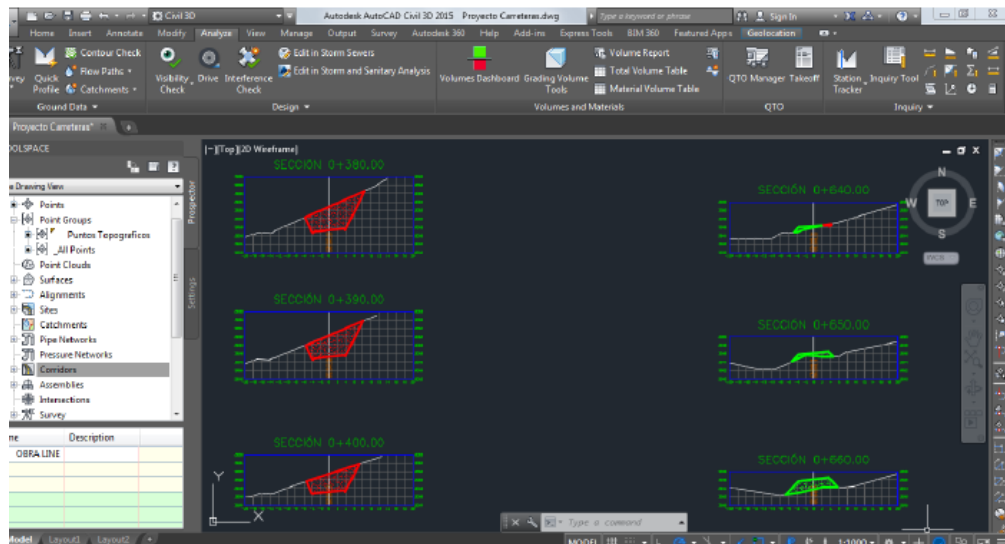 Civil 3D
Autodesk AutoCAD Civil 3D 2015 Proyecto Carreteras.dwg
Type a keyword or phrase
Sign In
Home Insert Annotate Modify Analyze View Manage Output Survey Autodesk 360 Help Add-ins Express Tools BIM 360 Featured Apps Geolocation
Quick Profile
Contour Check
Flow Paths
Catchments
Visibility Check
Drive
Interference Check
Edit in Storm Sewers
Edit in Storm and Sanitary Analysis
Volumes Dashboard
Grading Volume Tools
Volume Report
Total Volume Table
Material Volume Table
QTO Manager
Takeoff
Station Tracker
Inquiry Tool
Ground Data
Design
Volumes and Materials
QTO
Inquiry
Proyecto Carreteras*
OOLSPACE
e Drawing View
Points
Point Groups
Puntos Topograficos
_All Points
Point Clouds
Surfaces
Alignments
Sites
Catchments
Pipe Networks
Pressure Networks
Corridors
Assemblies
Intersections
Survey
Prospector
Settings
Description
OBRA LINE
[-][Top][2D Wireframe]
SECCIÓN 0+380.00
SECCIÓN 0+640.00
SECCIÓN 0+390.00
SECCIÓN 0+650.00
SECCIÓN 0+400.00
SECCIÓN 0+660.00
N
W TOP E
S
Y
X
Type a command
Model Layout1 Layout2
MODEL
1:1000